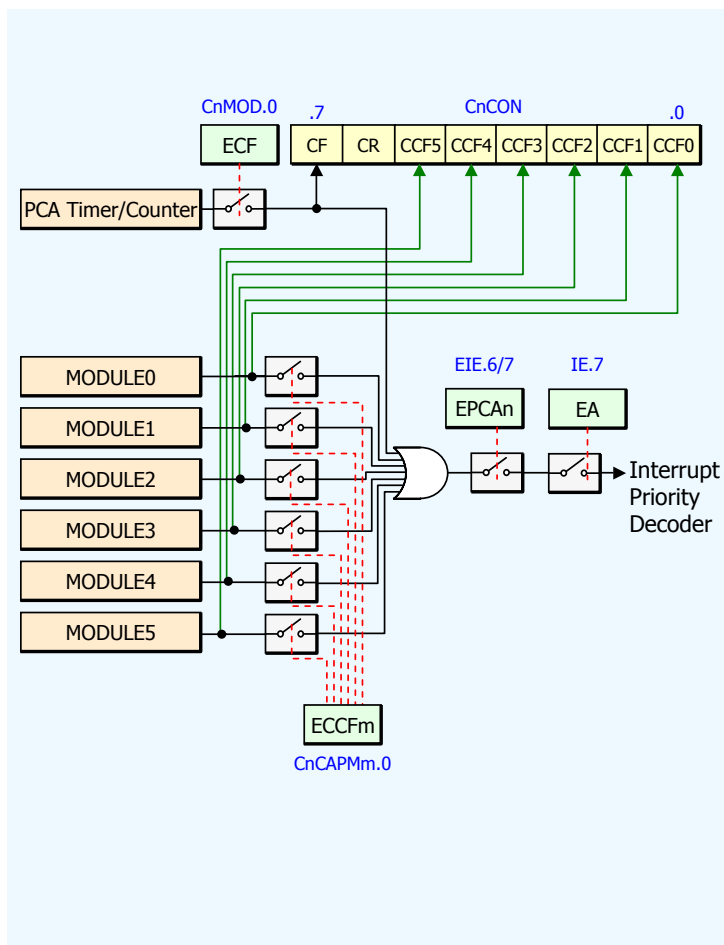 CnMOD.0
.7
CnCON
.0
ECF
CF
CR
CCF5
CCF4
CCF3
CCF2
CCF1
CCF0
PCA Timer/Counter
MODULE0
MODULE1
MODULE2
MODULE3
MODULE4
MODULE5
EIE.6/7
IE.7
EPCAn
EA
Interrupt
Priority
Decoder
ECCFm
CnCAPMm.0